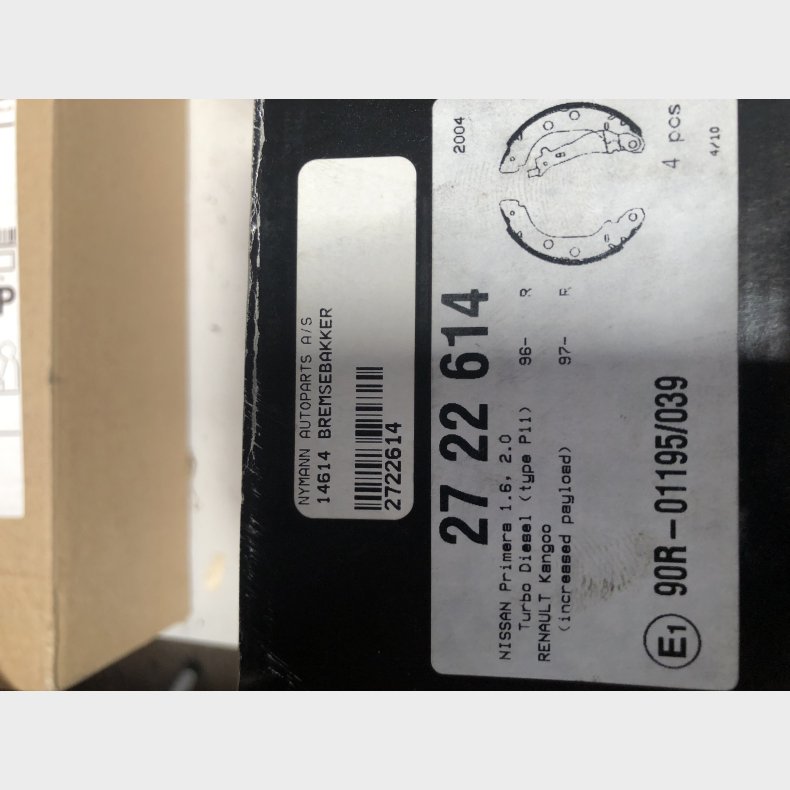 NYMANN AUTOPARTS A/S
14614 BREMSEBAKKER
2722614
27 22 614
NISSAN Primera 1.6, 2.0 96- R
Turbo Diesel (type P11)
RENAULT Kangoo 97- R
(increased payload)
E1 90R-01195/039
2004
4 pcs
4/10
p